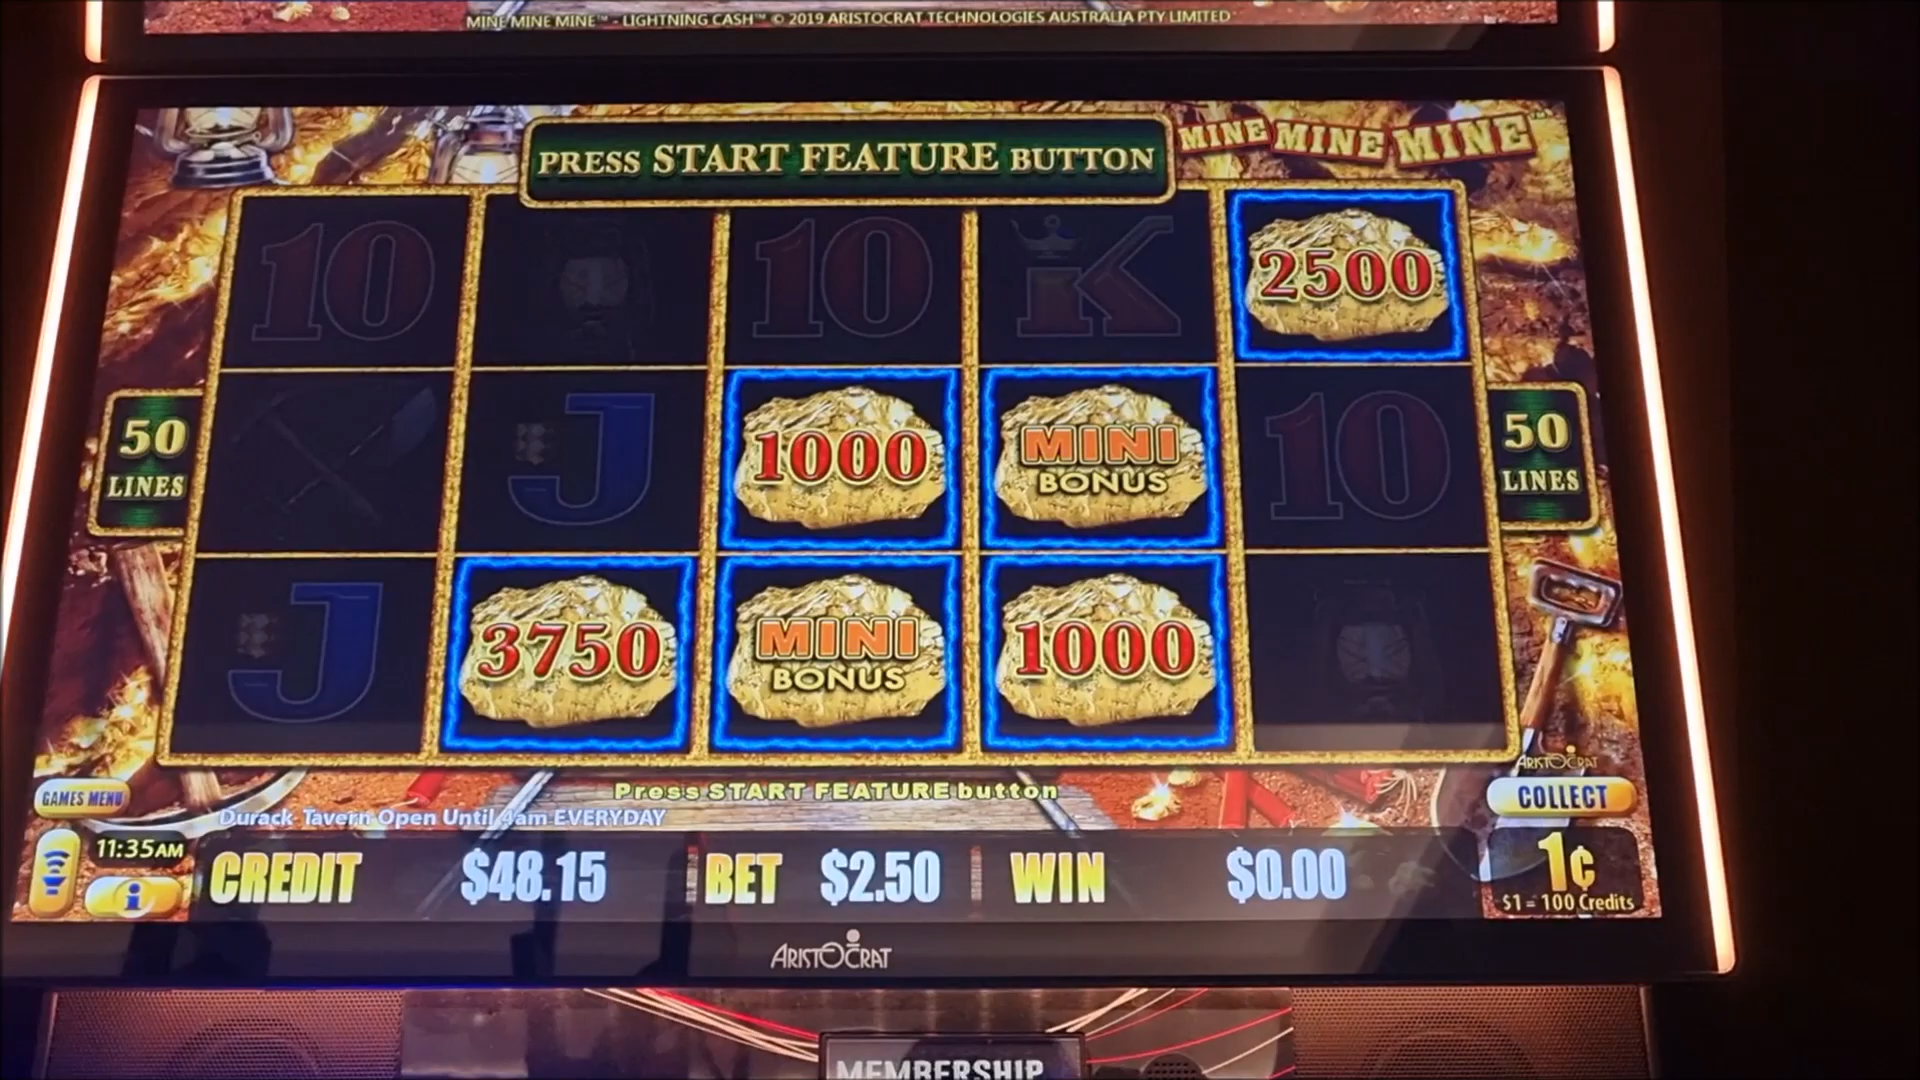 MINE MINE MINE™ - LIGHTNING CASH™ © 2019 ARISTOCRAT TECHNOLOGIES AUSTRALIA PTY LIMITED
PRESS START FEATURE BUTTON
MINE MINE MINE™
10 10 K 2500
50 LINES
J 1000 MINI BONUS 10
50 LINES
J 3750 MINI BONUS 1000
ARISTOCRAT
GAMES MENU
Press START FEATURE button
COLLECT
Durack Tavern Open Until 4am EVERYDAY
11:35AM
CREDIT $48.15 BET $2.50 WIN $0.00
1¢
$1 = 100 Credits
i
ARISTOCRAT
MEMBERSHIP